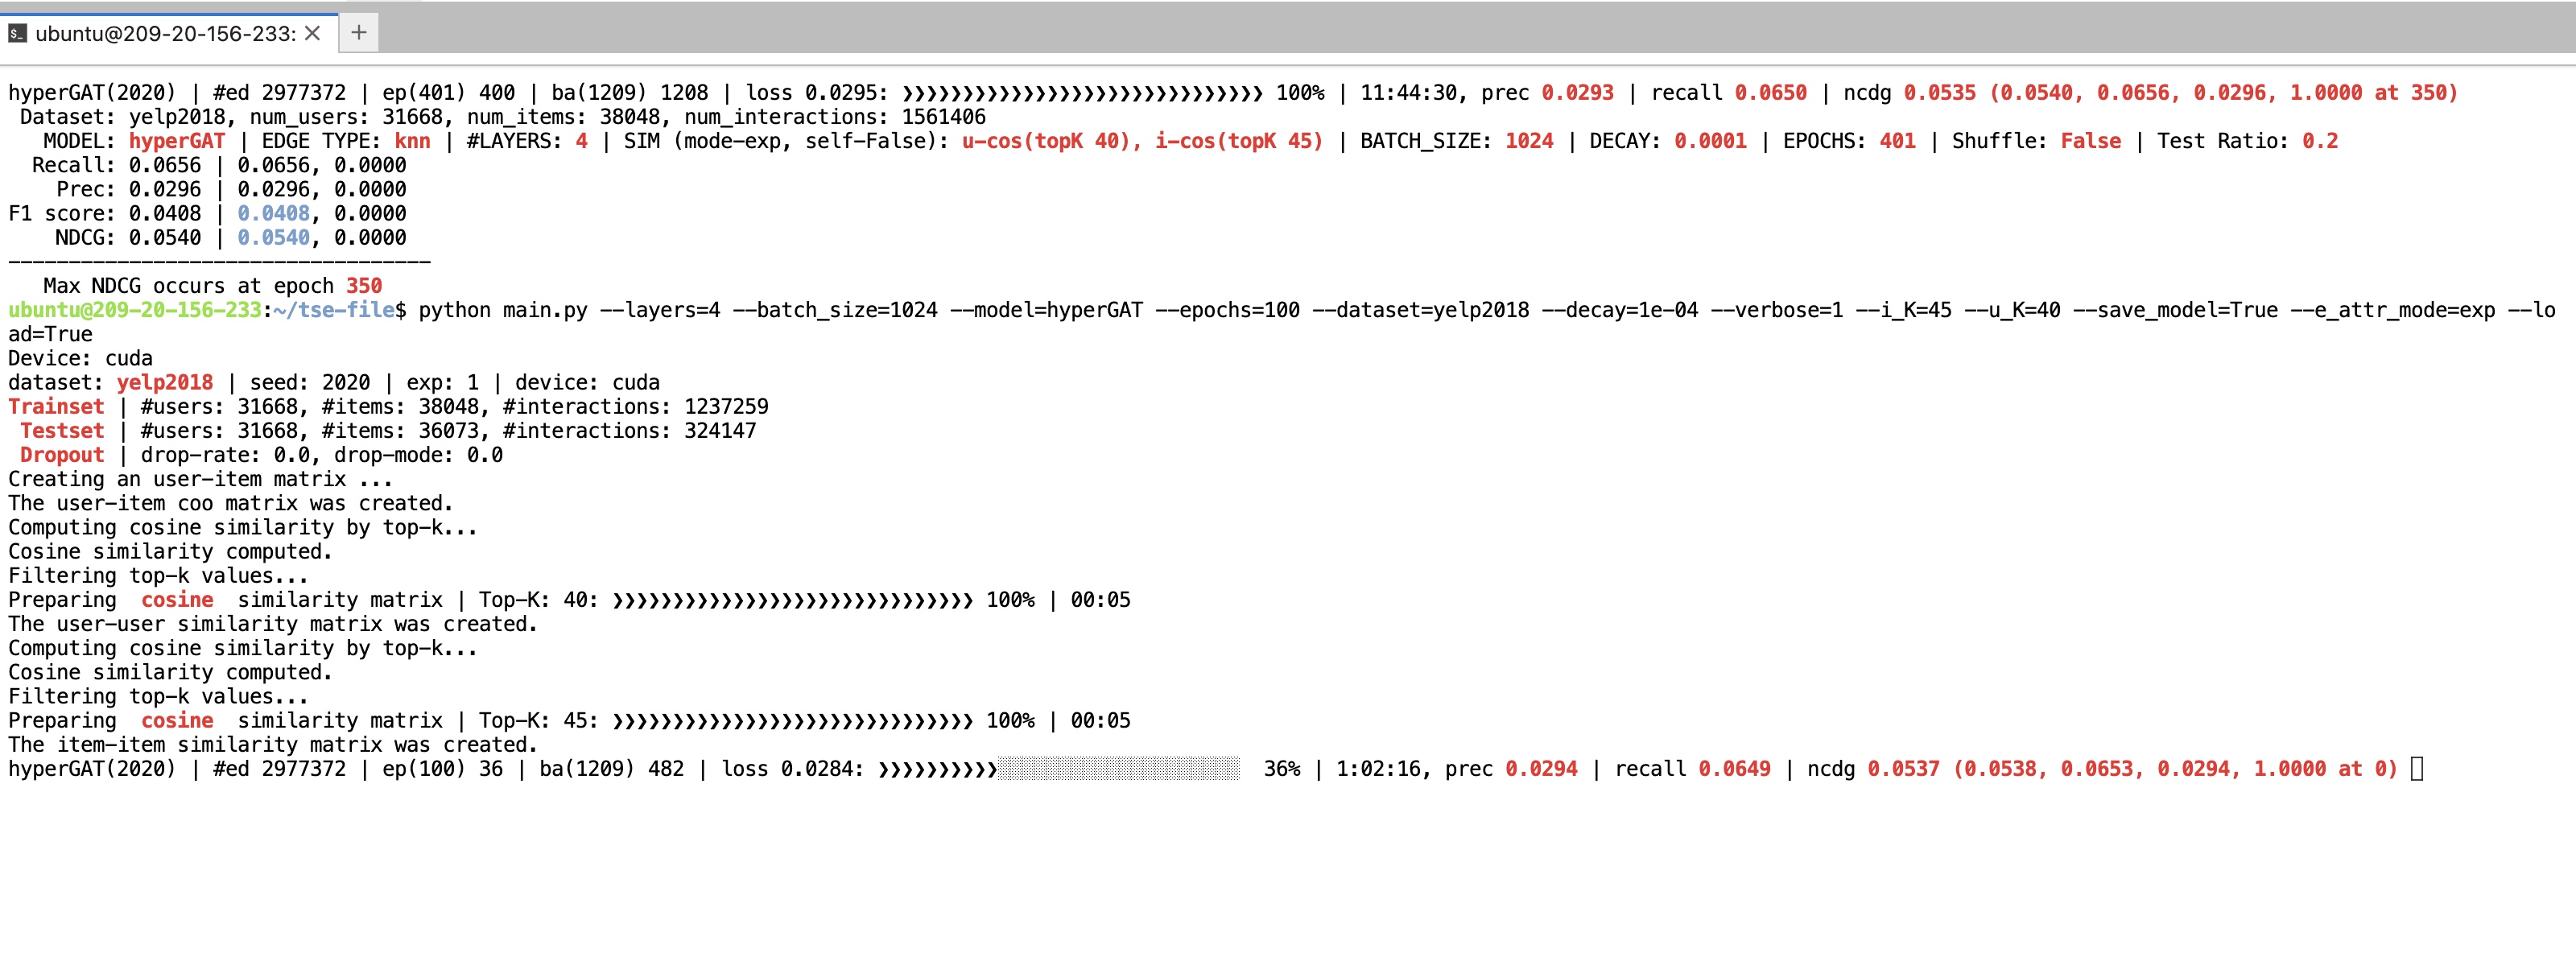 ubuntu@209-20-156-233:
hyperGAT(2020) | #ed 2977372 | ep(401) 400 | ba(1209) 1208 | loss 0.0295: ❯❯❯❯❯❯❯❯❯❯❯❯❯❯❯❯❯❯❯❯❯❯❯❯❯❯❯❯❯❯ 100% | 11:44:30, prec 0.0293 | recall 0.0650 | ncdg 0.0535 (0.0540, 0.0656, 0.0296, 1.0000 at 350)
Dataset: yelp2018, num_users: 31668, num_items: 38048, num_interactions: 1561406
MODEL: hyperGAT | EDGE TYPE: knn | #LAYERS: 4 | SIM (mode-exp, self-False): u-cos(topK 40), i-cos(topK 45) | BATCH_SIZE: 1024 | DECAY: 0.0001 | EPOCHS: 401 | Shuffle: False | Test Ratio: 0.2
Recall: 0.0656 | 0.0656, 0.0000
Prec: 0.0296 | 0.0296, 0.0000
F1 score: 0.0408 | 0.0408, 0.0000
NDCG: 0.0540 | 0.0540, 0.0000
-----------------------------------
Max NDCG occurs at epoch 350
ubuntu@209-20-156-233:~/tse-file$ python main.py --layers=4 --batch_size=1024 --model=hyperGAT --epochs=100 --dataset=yelp2018 --decay=1e-04 --verbose=1 --i_K=45 --u_K=40 --save_model=True --e_attr_mode=exp --lo
ad=True
Device: cuda
dataset: yelp2018 | seed: 2020 | exp: 1 | device: cuda
Trainset | #users: 31668, #items: 38048, #interactions: 1237259
Testset | #users: 31668, #items: 36073, #interactions: 324147
Dropout | drop-rate: 0.0, drop-mode: 0.0
Creating an user-item matrix ...
The user-item coo matrix was created.
Computing cosine similarity by top-k...
Cosine similarity computed.
Filtering top-k values...
Preparing cosine similarity matrix | Top-K: 40: ❯❯❯❯❯❯❯❯❯❯❯❯❯❯❯❯❯❯❯❯❯❯❯❯❯❯❯❯❯❯ 100% | 00:05
The user-user similarity matrix was created.
Computing cosine similarity by top-k...
Cosine similarity computed.
Filtering top-k values...
Preparing cosine similarity matrix | Top-K: 45: ❯❯❯❯❯❯❯❯❯❯❯❯❯❯❯❯❯❯❯❯❯❯❯❯❯❯❯❯❯❯ 100% | 00:05
The item-item similarity matrix was created.
hyperGAT(2020) | #ed 2977372 | ep(100) 36 | ba(1209) 482 | loss 0.0284: ❯❯❯❯❯❯❯❯❯❯░░░░░░░░░░░░░░░░░░░░ 36% | 1:02:16, prec 0.0294 | recall 0.0649 | ncdg 0.0537 (0.0538, 0.0653, 0.0294, 1.0000 at 0)